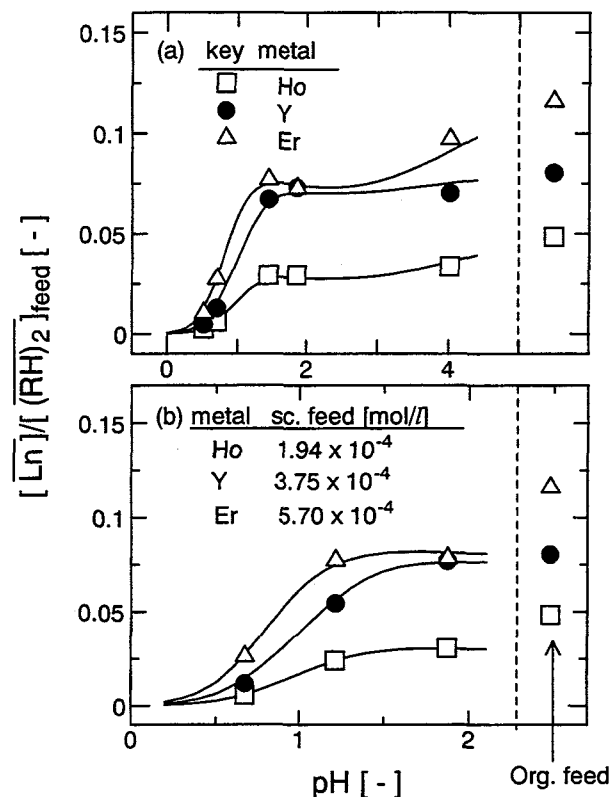 0.15
(a) key metal
Ho
Y
Er
0.1
0.05
0
0 2 4
[Ln]/[(RH)2]feed [-]
0.15
(b) metal sc. feed [mol/l]
Ho 1.94 x 10-4
Y 3.75 x 10-4
Er 5.70 x 10-4
0.1
0.05
0
0 1 2
pH [-]
Org. feed